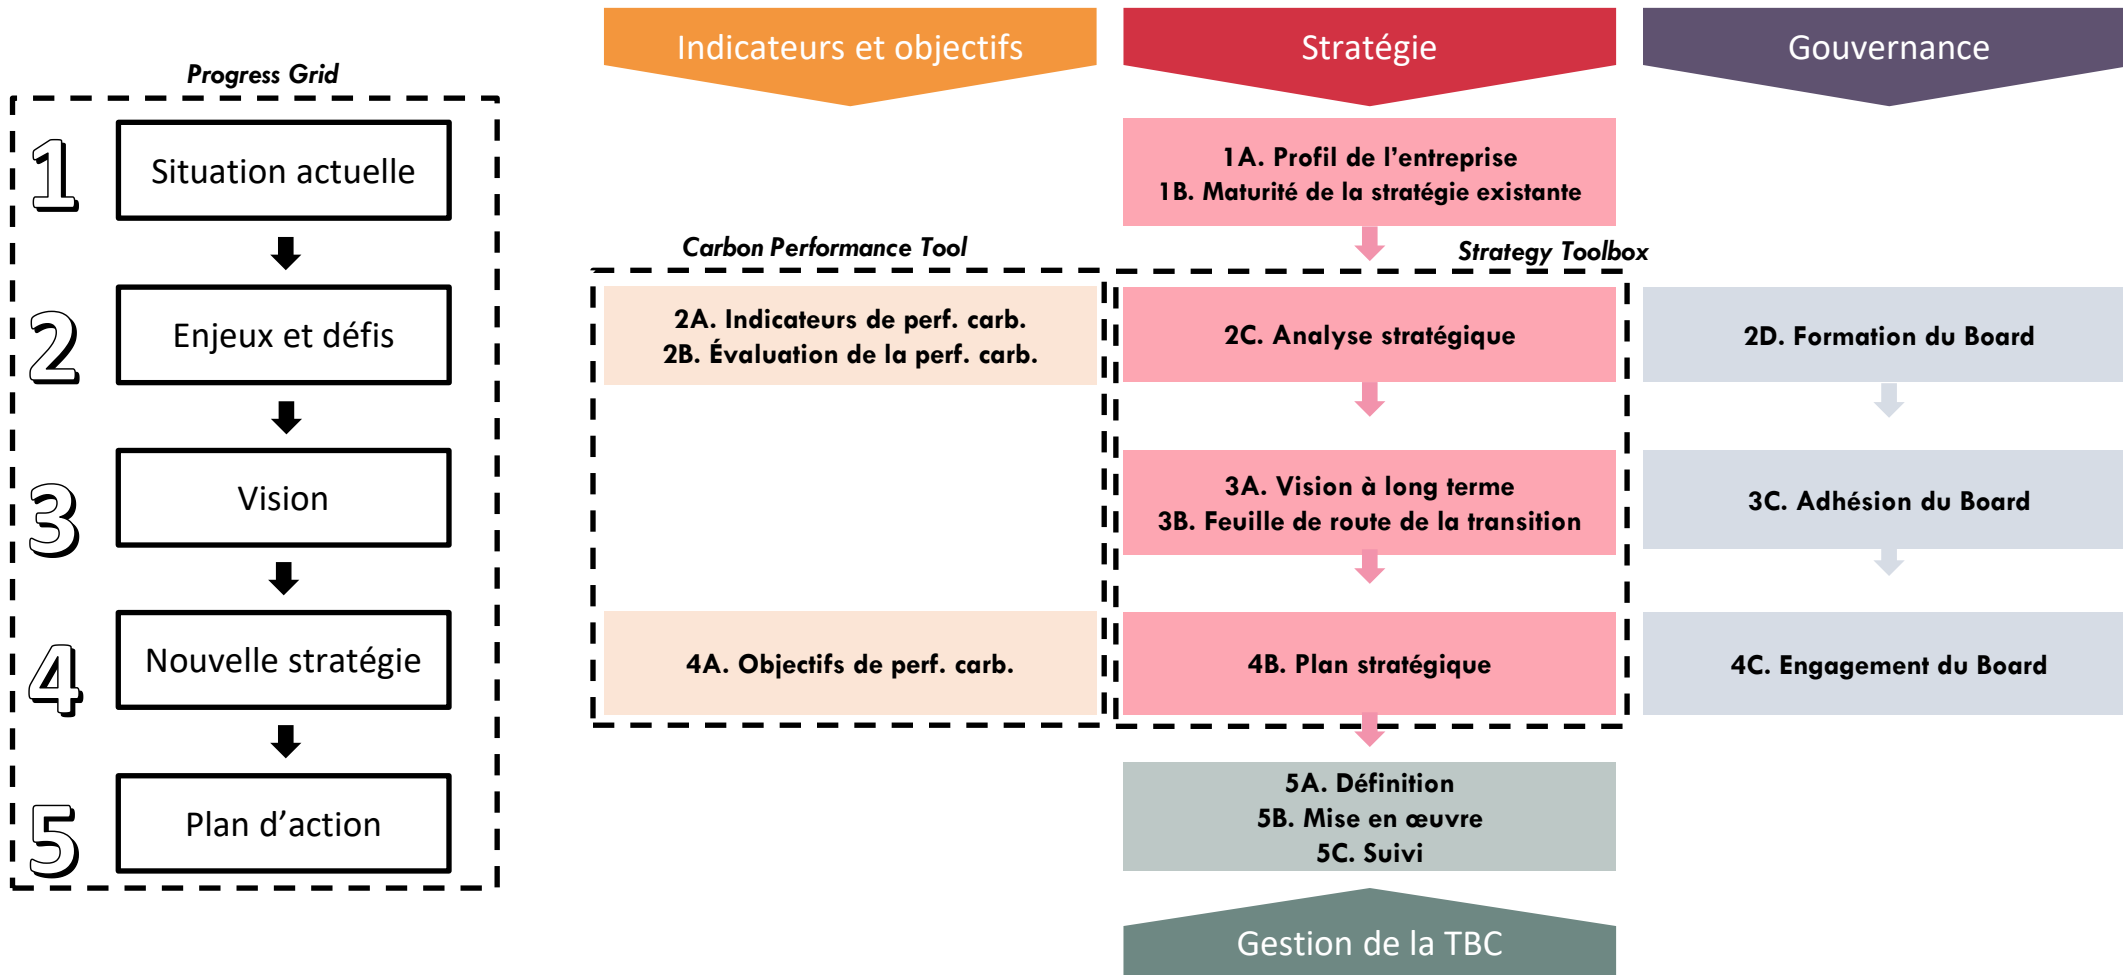 Indicateurs et objectifs
Stratégie
Gouvernance
Progress Grid
1
Situation actuelle
1A. Profil de l’entreprise
1B. Maturité de la stratégie existante
Carbon Performance Tool
Strategy Toolbox
2
Enjeux et défis
2A. Indicateurs de perf. carb.
2B. Évaluation de la perf. carb.
2C. Analyse stratégique
2D. Formation du Board
3
Vision
3A. Vision à long terme
3B. Feuille de route de la transition
3C. Adhésion du Board
4
Nouvelle stratégie
4A. Objectifs de perf. carb.
4B. Plan stratégique
4C. Engagement du Board
5
Plan d’action
5A. Définition
5B. Mise en œuvre
5C. Suivi
Gestion de la TBC